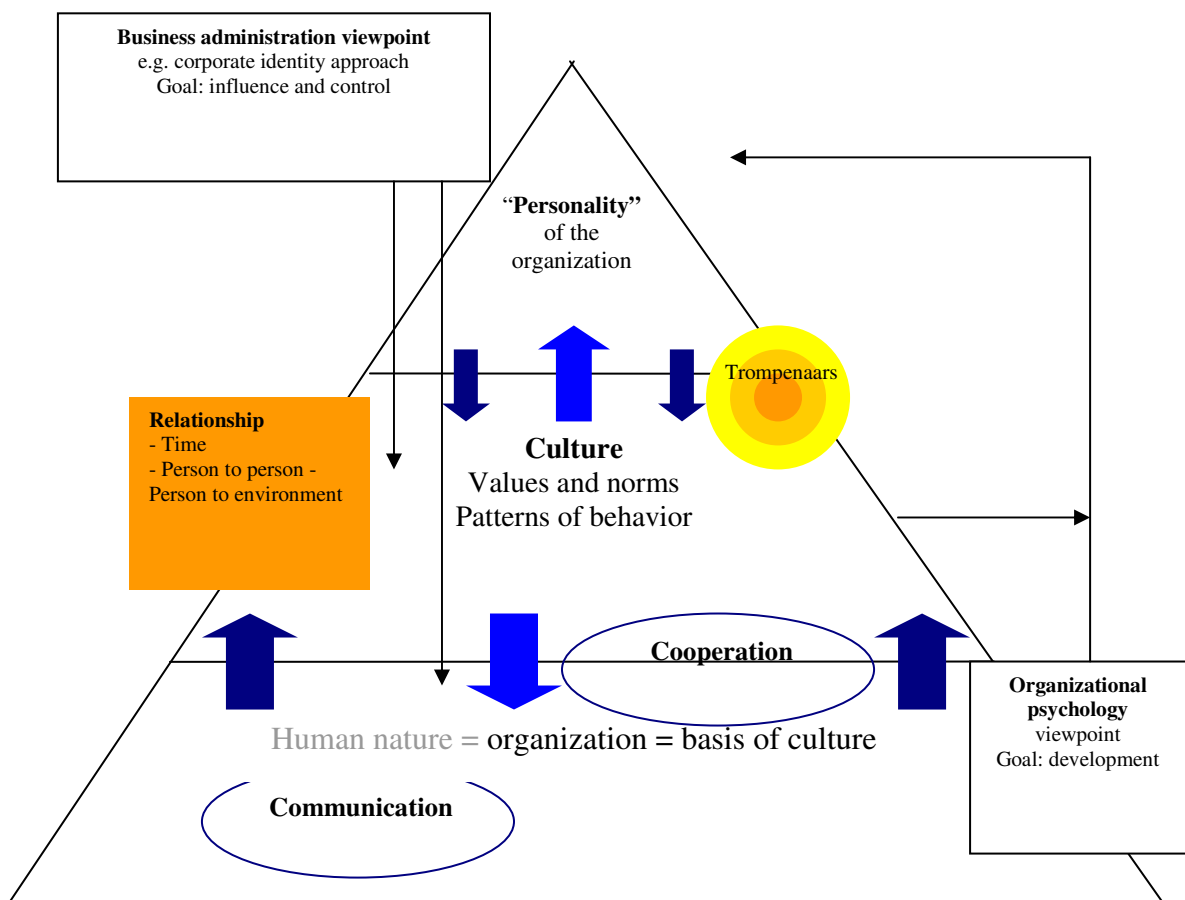 Business administration viewpoint
e.g. corporate identity approach
Goal: influence and control
“Personality”
of the
organization
Trompenaars
Relationship
- Time
- Person to person -
Person to environment
Culture
Values and norms
Patterns of behavior
Cooperation
Organizational
psychology
viewpoint
Goal: development
Human nature = organization = basis of culture
Communication